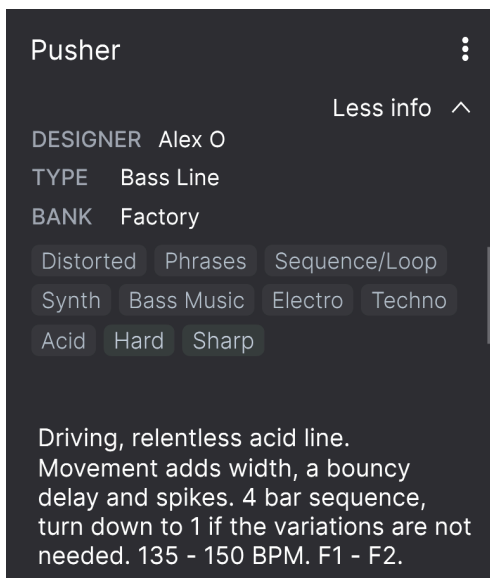 Pusher
Less info
DESIGNER Alex O
TYPE Bass Line
BANK Factory
Distorted Phrases Sequence/Loop
Synth Bass Music Electro Techno
Acid Hard Sharp
Driving, relentless acid line.
Movement adds width, a bouncy
delay and spikes. 4 bar sequence,
turn down to 1 if the variations are not
needed. 135 - 150 BPM. F1 - F2.